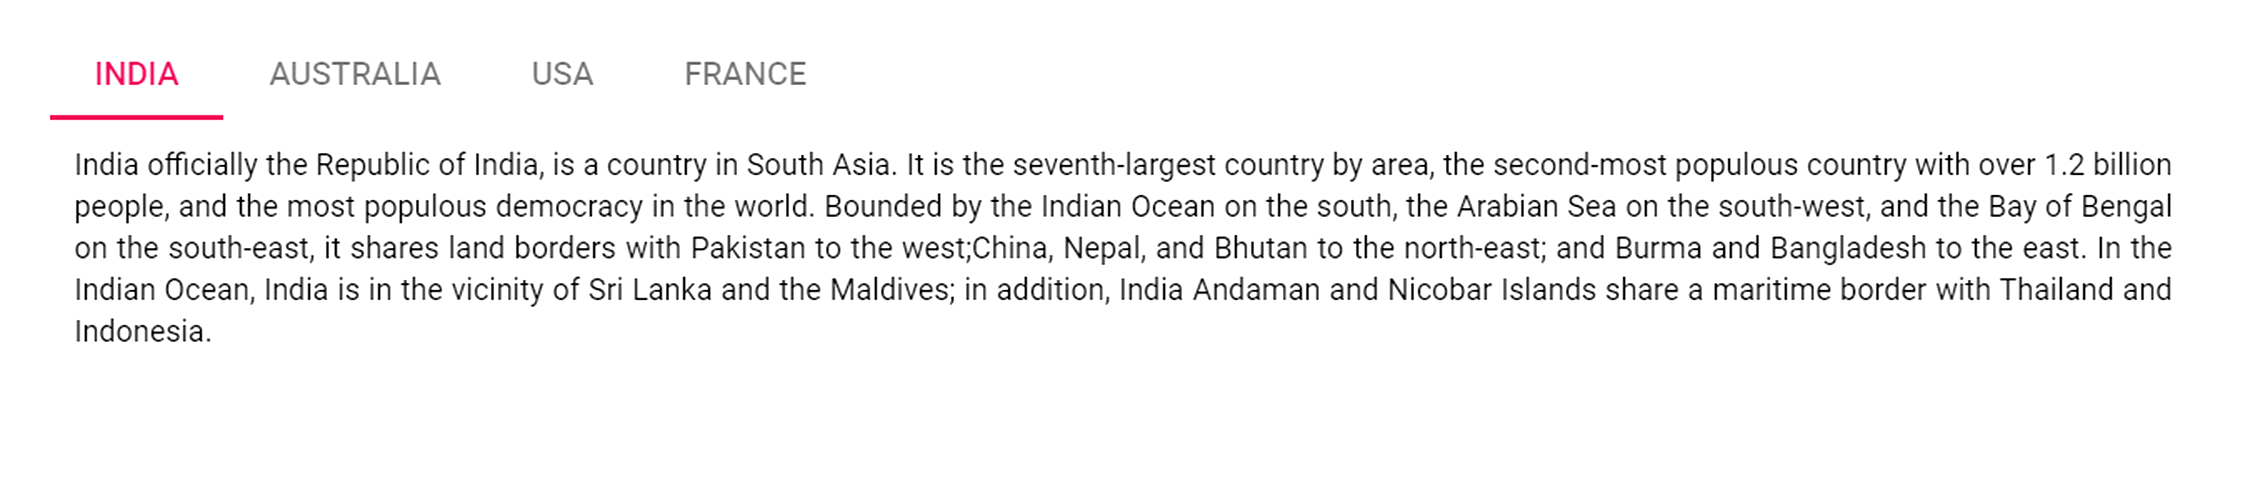 INDIA AUSTRALIA USA FRANCE
India officially the Republic of India, is a country in South Asia. It is the seventh-largest country by area, the second-most populous country with over 1.2 billion
people, and the most populous democracy in the world. Bounded by the Indian Ocean on the south, the Arabian Sea on the south-west, and the Bay of Bengal
on the south-east, it shares land borders with Pakistan to the west;China, Nepal, and Bhutan to the north-east; and Burma and Bangladesh to the east. In the
Indian Ocean, India is in the vicinity of Sri Lanka and the Maldives; in addition, India Andaman and Nicobar Islands share a maritime border with Thailand and
Indonesia.